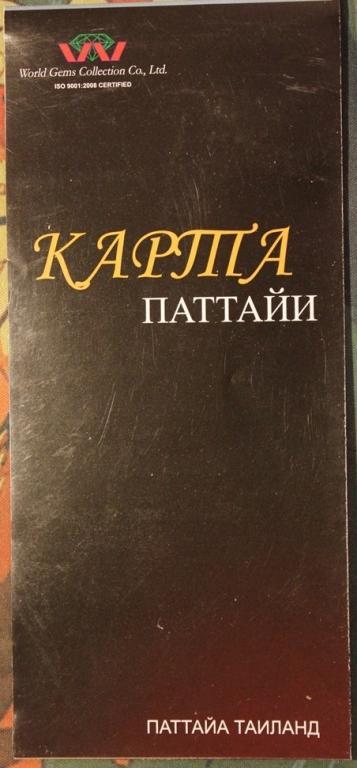 World Gems Collection Co., Ltd.
ISO 9001:2008 CERTIFIED
КАРТА
ПАТТАЙИ
ПАТТАЙА ТАИЛАНД